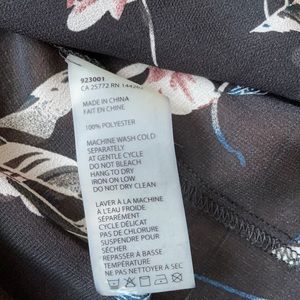 923001
CA 25772 RN 144262
MADE IN CHINA
FAIT EN CHINE
100% POLYESTER
MACHINE WASH COLD
SEPARATELY
AT GENTLE CYCLE
DO NOT BLEACH
HANG TO DRY
IRON ON LOW
DO NOT DRY CLEAN
LAVER À LA MACHINE
À L'EAU FROIDE
SÉPARÉMENT
CYCLE DÉLICAT
PAS DE CHLORURE
SUSPENDRE POUR
SÉCHER
REPASSER À BASSE
TEMPÉRATURE
NE PAS NETTOYER À SEC